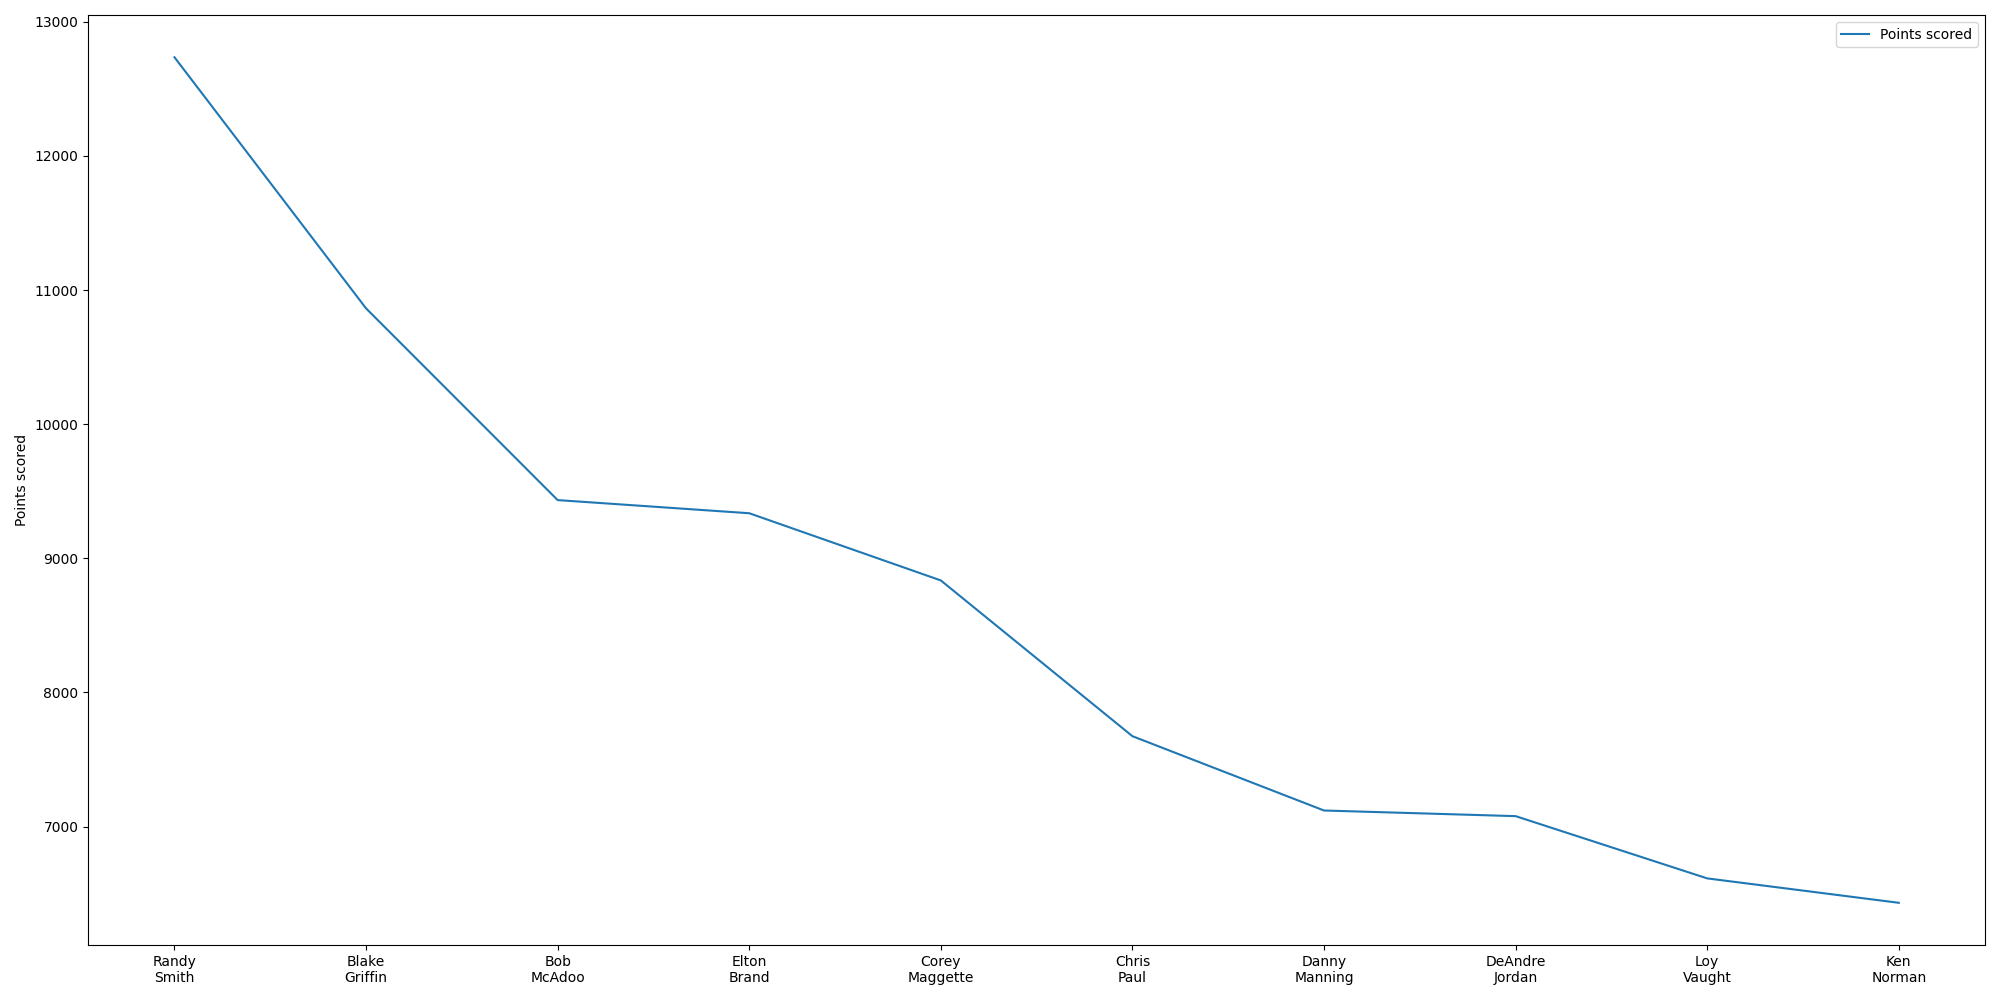 13000
12000
11000
10000
9000
8000
7000
Points scored
Points scored
Randy
Smith
Blake
Griffin
Bob
McAdoo
Elton
Brand
Corey
Maggette
Chris
Paul
Danny
Manning
DeAndre
Jordan
Loy
Vaught
Ken
Norman